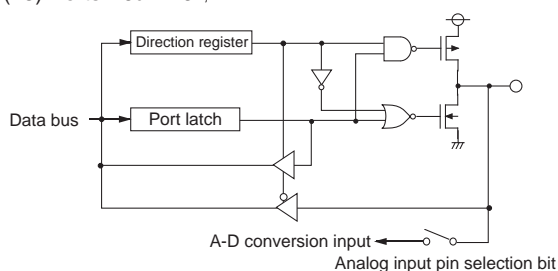 Direction register
Data bus
Port latch
A-D conversion input
Analog input pin selection bit